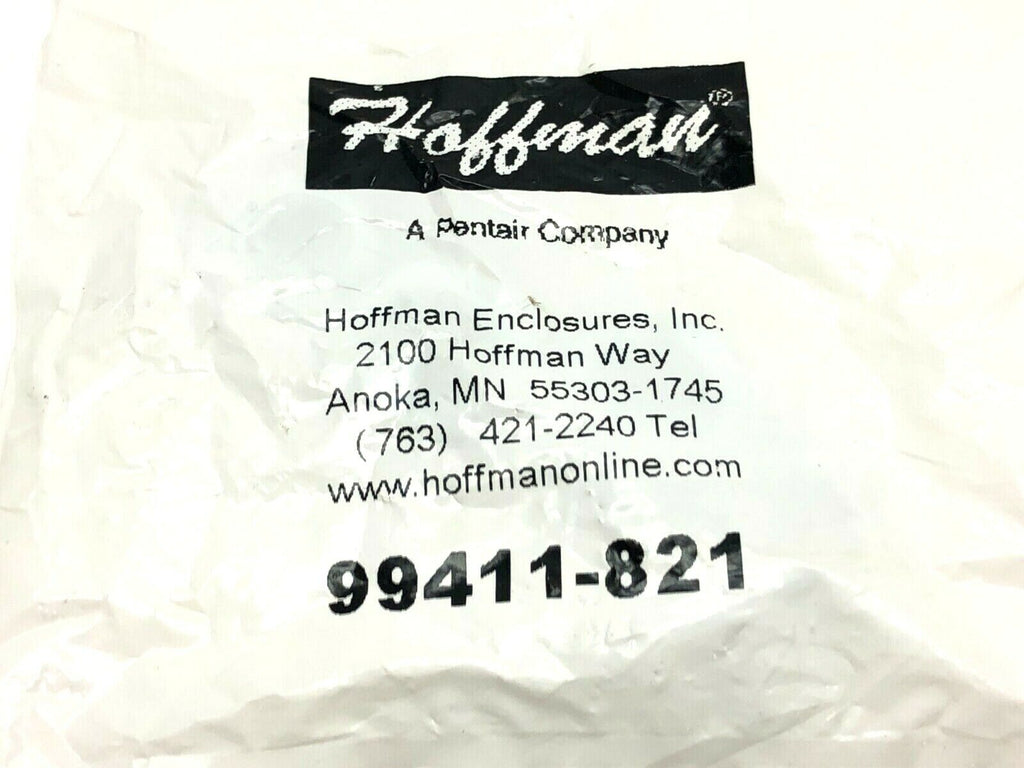 Hoffman®
A Pentair Company
Hoffman Enclosures, Inc.
2100 Hoffman Way
Anoka, MN 55303-1745
(763) 421-2240 Tel
www.hoffmanonline.com
99411-821